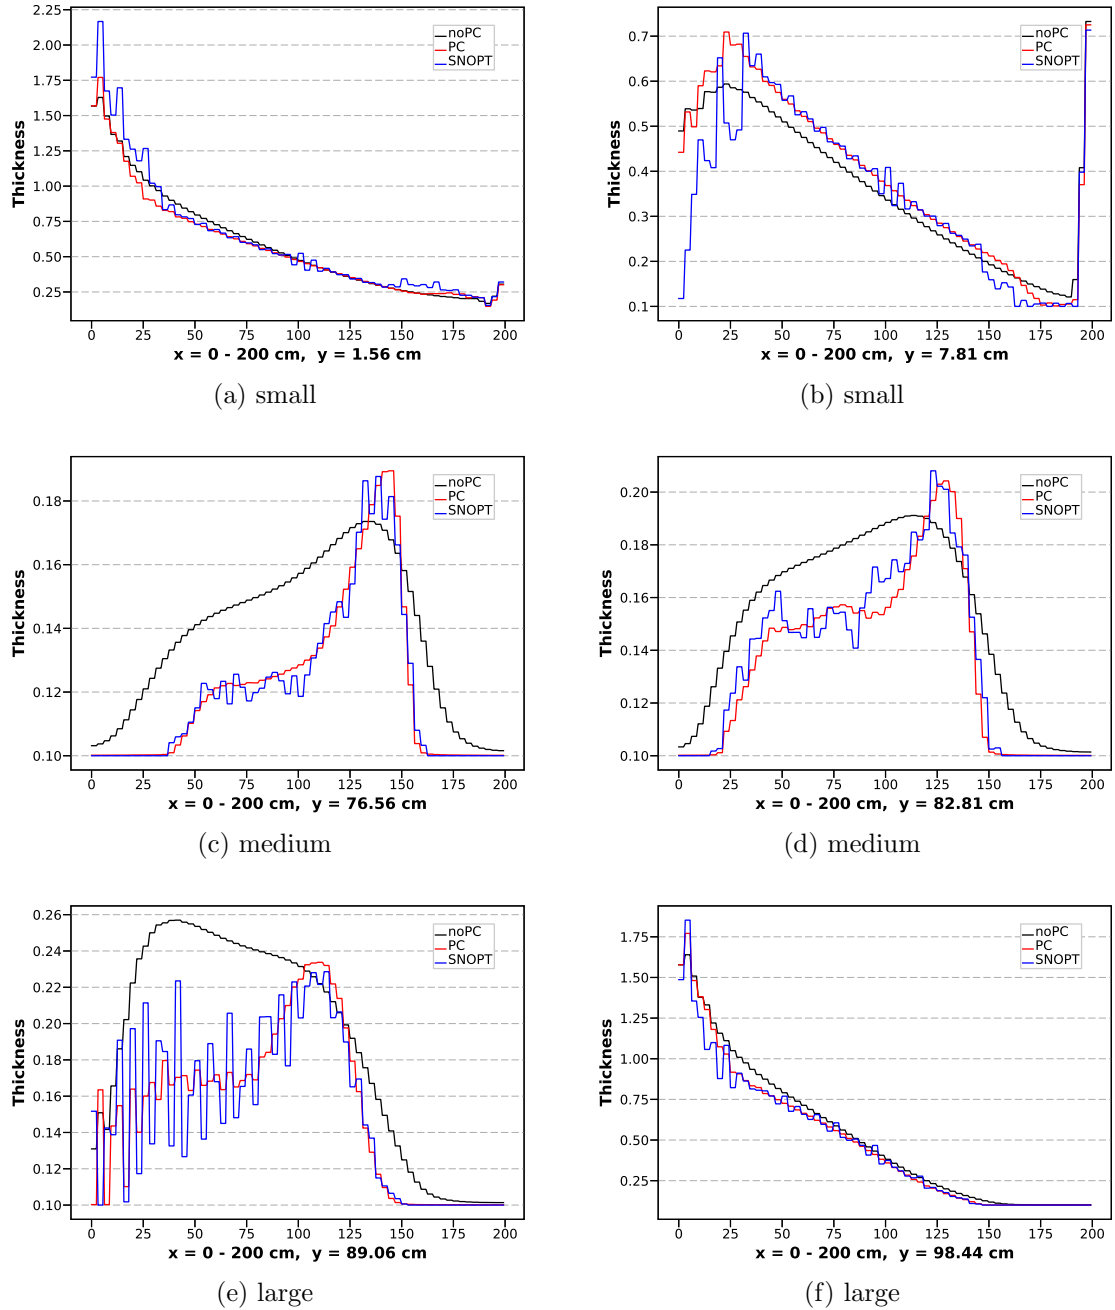 2.25
2.00
1.75
1.50
1.25
1.00
0.75
0.50
0.25
Thickness
noPC
PC
SNOPT
0 25 50 75 100 125 150 175 200
x = 0 - 200 cm, y = 1.56 cm
(a) small
0.7
0.6
0.5
0.4
0.3
0.2
0.1
Thickness
noPC
PC
SNOPT
0 25 50 75 100 125 150 175 200
x = 0 - 200 cm, y = 7.81 cm
(b) small
0.18
0.16
0.14
0.12
0.10
Thickness
noPC
PC
SNOPT
0 25 50 75 100 125 150 175 200
x = 0 - 200 cm, y = 76.56 cm
(c) medium
0.20
0.18
0.16
0.14
0.12
0.10
Thickness
noPC
PC
SNOPT
0 25 50 75 100 125 150 175 200
x = 0 - 200 cm, y = 82.81 cm
(d) medium
0.26
0.24
0.22
0.20
0.18
0.16
0.14
0.12
0.10
Thickness
noPC
PC
SNOPT
0 25 50 75 100 125 150 175 200
x = 0 - 200 cm, y = 89.06 cm
(e) large
1.75
1.50
1.25
1.00
0.75
0.50
0.25
Thickness
noPC
PC
SNOPT
0 25 50 75 100 125 150 175 200
x = 0 - 200 cm, y = 98.44 cm
(f) large